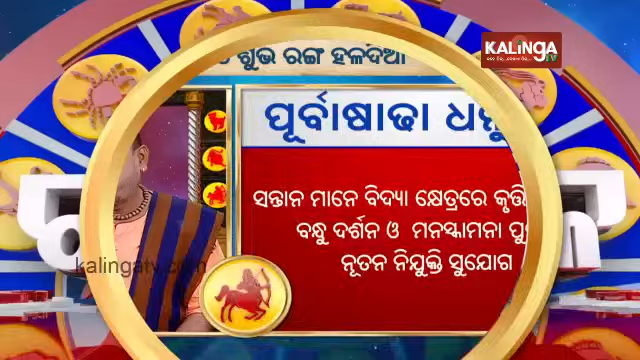 KALINGA TV
ଶୁଭ ରଙ୍ଗ ହଳଦିଆ
ପୂର୍ବାଷାଢା
ସନ୍ତାନ ମାନେ ବିଦ୍ୟା କ୍ଷେତ୍ରରେ
ବନ୍ଧୁ ଦର୍ଶନ ଓ ମନସ୍କାମନା
ନୂତନ ନିଯୁକ୍ତି ସୁଯୋଗ
kalingatv.com